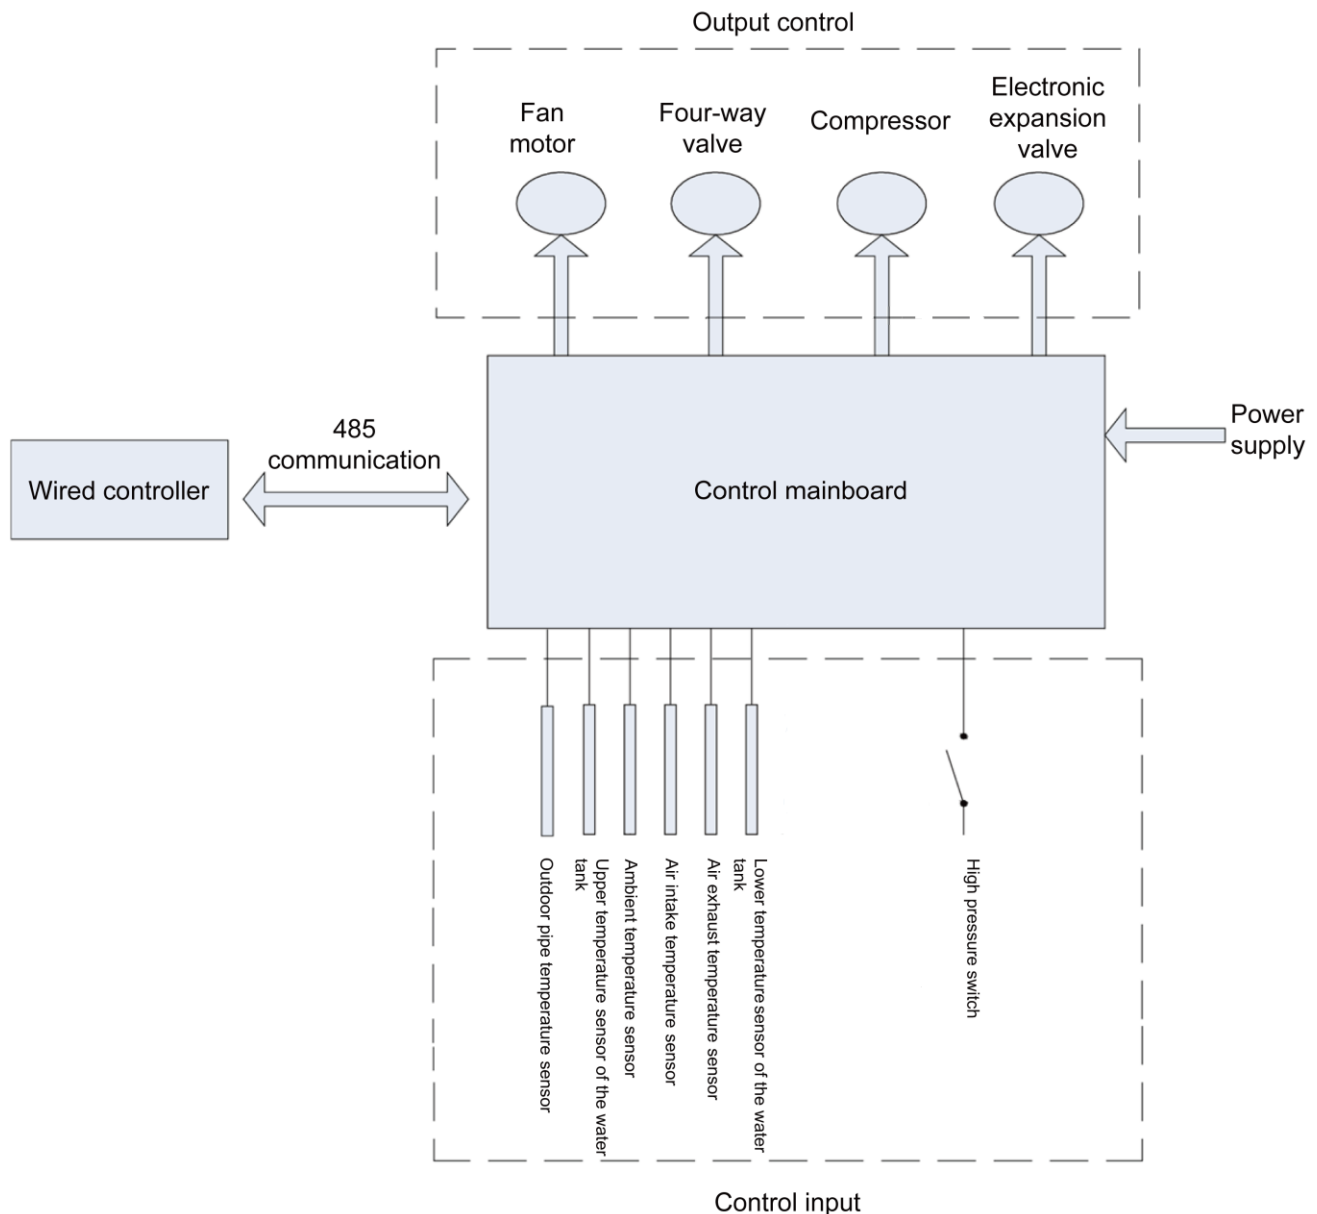 Output control
Fan
motor
Four-way
valve
Compressor
Electronic
expansion
valve
485
communication
Power
supply
Wired controller
Control mainboard
Outdoor pipe temperature sensor
Upper temperature sensor of the water
tank
Ambient temperature sensor
Air intake temperature sensor
Air exhaust temperature sensor
Lower temperature sensor of the water
tank
High pressure switch
Control input